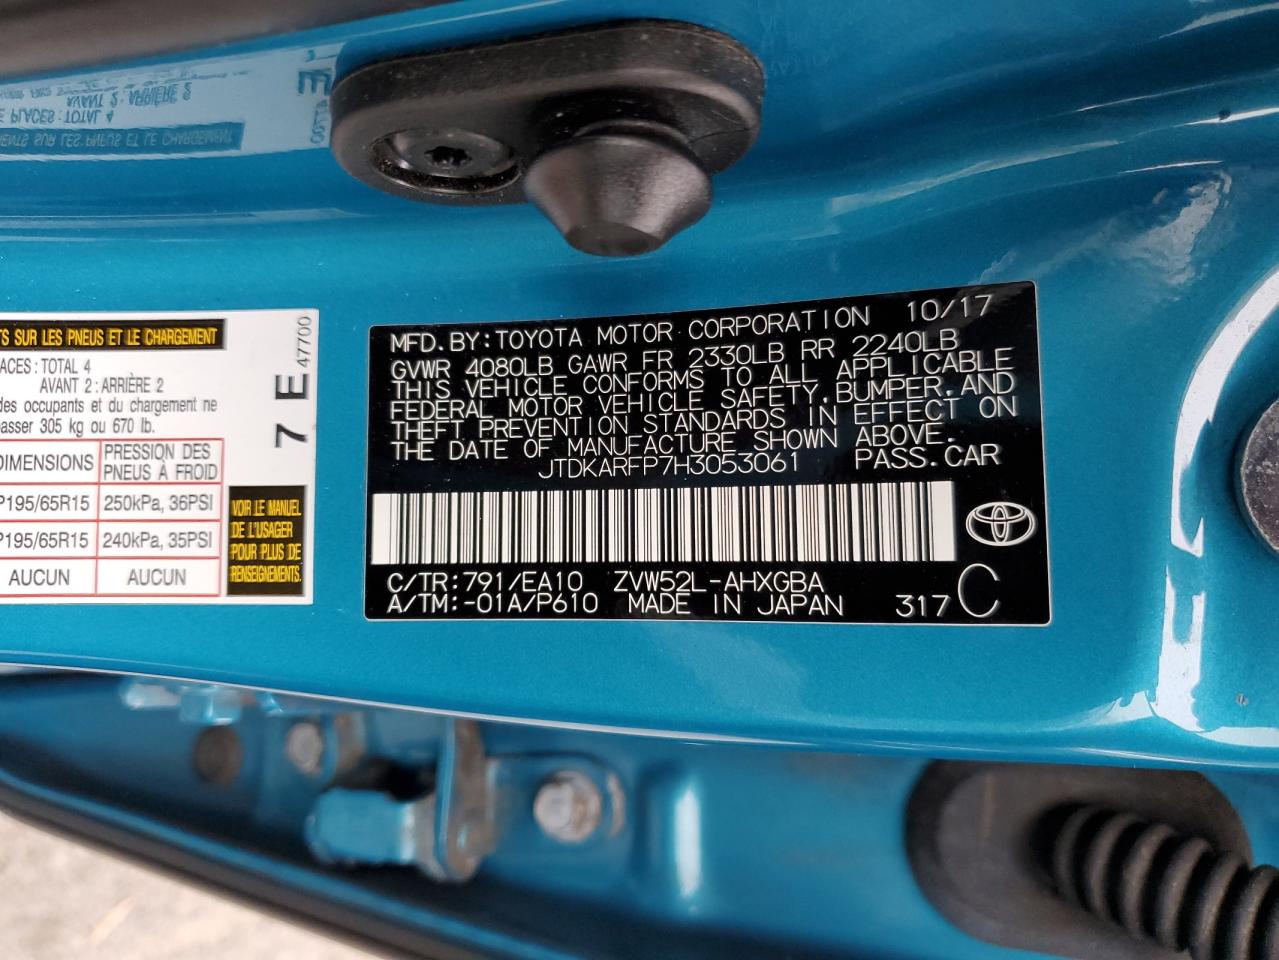 TS SUR LES PNEUS ET LE CHARGEMENT
ACES : TOTAL 4
AVANT 2 : ARRIÈRE 2
des occupants et du chargement ne
passer 305 kg ou 670 lb.
DIMENSIONS
PRESSION DES
PNEUS À FROID
P195/65R15
250kPa, 36PSI
P195/65R15
240kPa, 35PSI
AUCUN
AUCUN
7 E 47700
VOIR LE MANUEL
DE L'USAGER
POUR PLUS DE
RENSEIGNEMENTS.
MFD. BY: TOYOTA MOTOR CORPORATION 10/17
GVWR 4080LB GAWR FR 2330LB RR 2240LB
THIS VEHICLE CONFORMS TO ALL APPLICABLE
FEDERAL MOTOR VEHICLE SAFETY, BUMPER, AND
THEFT PREVENTION STANDARDS IN EFFECT ON
THE DATE OF MANUFACTURE SHOWN ABOVE.
JTDKARFP7H3053061 PASS. CAR
C/TR: 791/EA10 ZVW52L-AHXGBA
A/TM: -01A/P610 MADE IN JAPAN 317 C